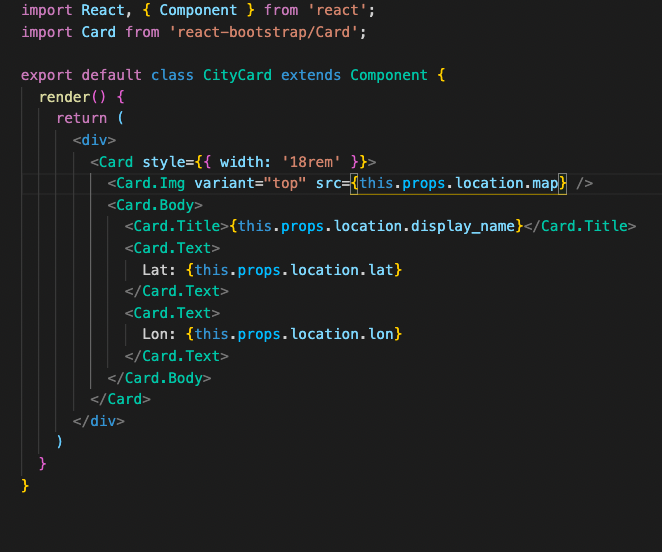 import React, { Component } from 'react';
import Card from 'react-bootstrap/Card';

export default class CityCard extends Component {
  render() {
    return (
      <div>
        <Card style={{ width: '18rem' }}>
          <Card.Img variant="top" src={this.props.location.map} />
          <Card.Body>
            <Card.Title>{this.props.location.display_name}</Card.Title>
            <Card.Text>
              Lat: {this.props.location.lat}
            </Card.Text>
            <Card.Text>
              Lon: {this.props.location.lon}
            </Card.Text>
          </Card.Body>
        </Card>
      </div>
    )
  }
}